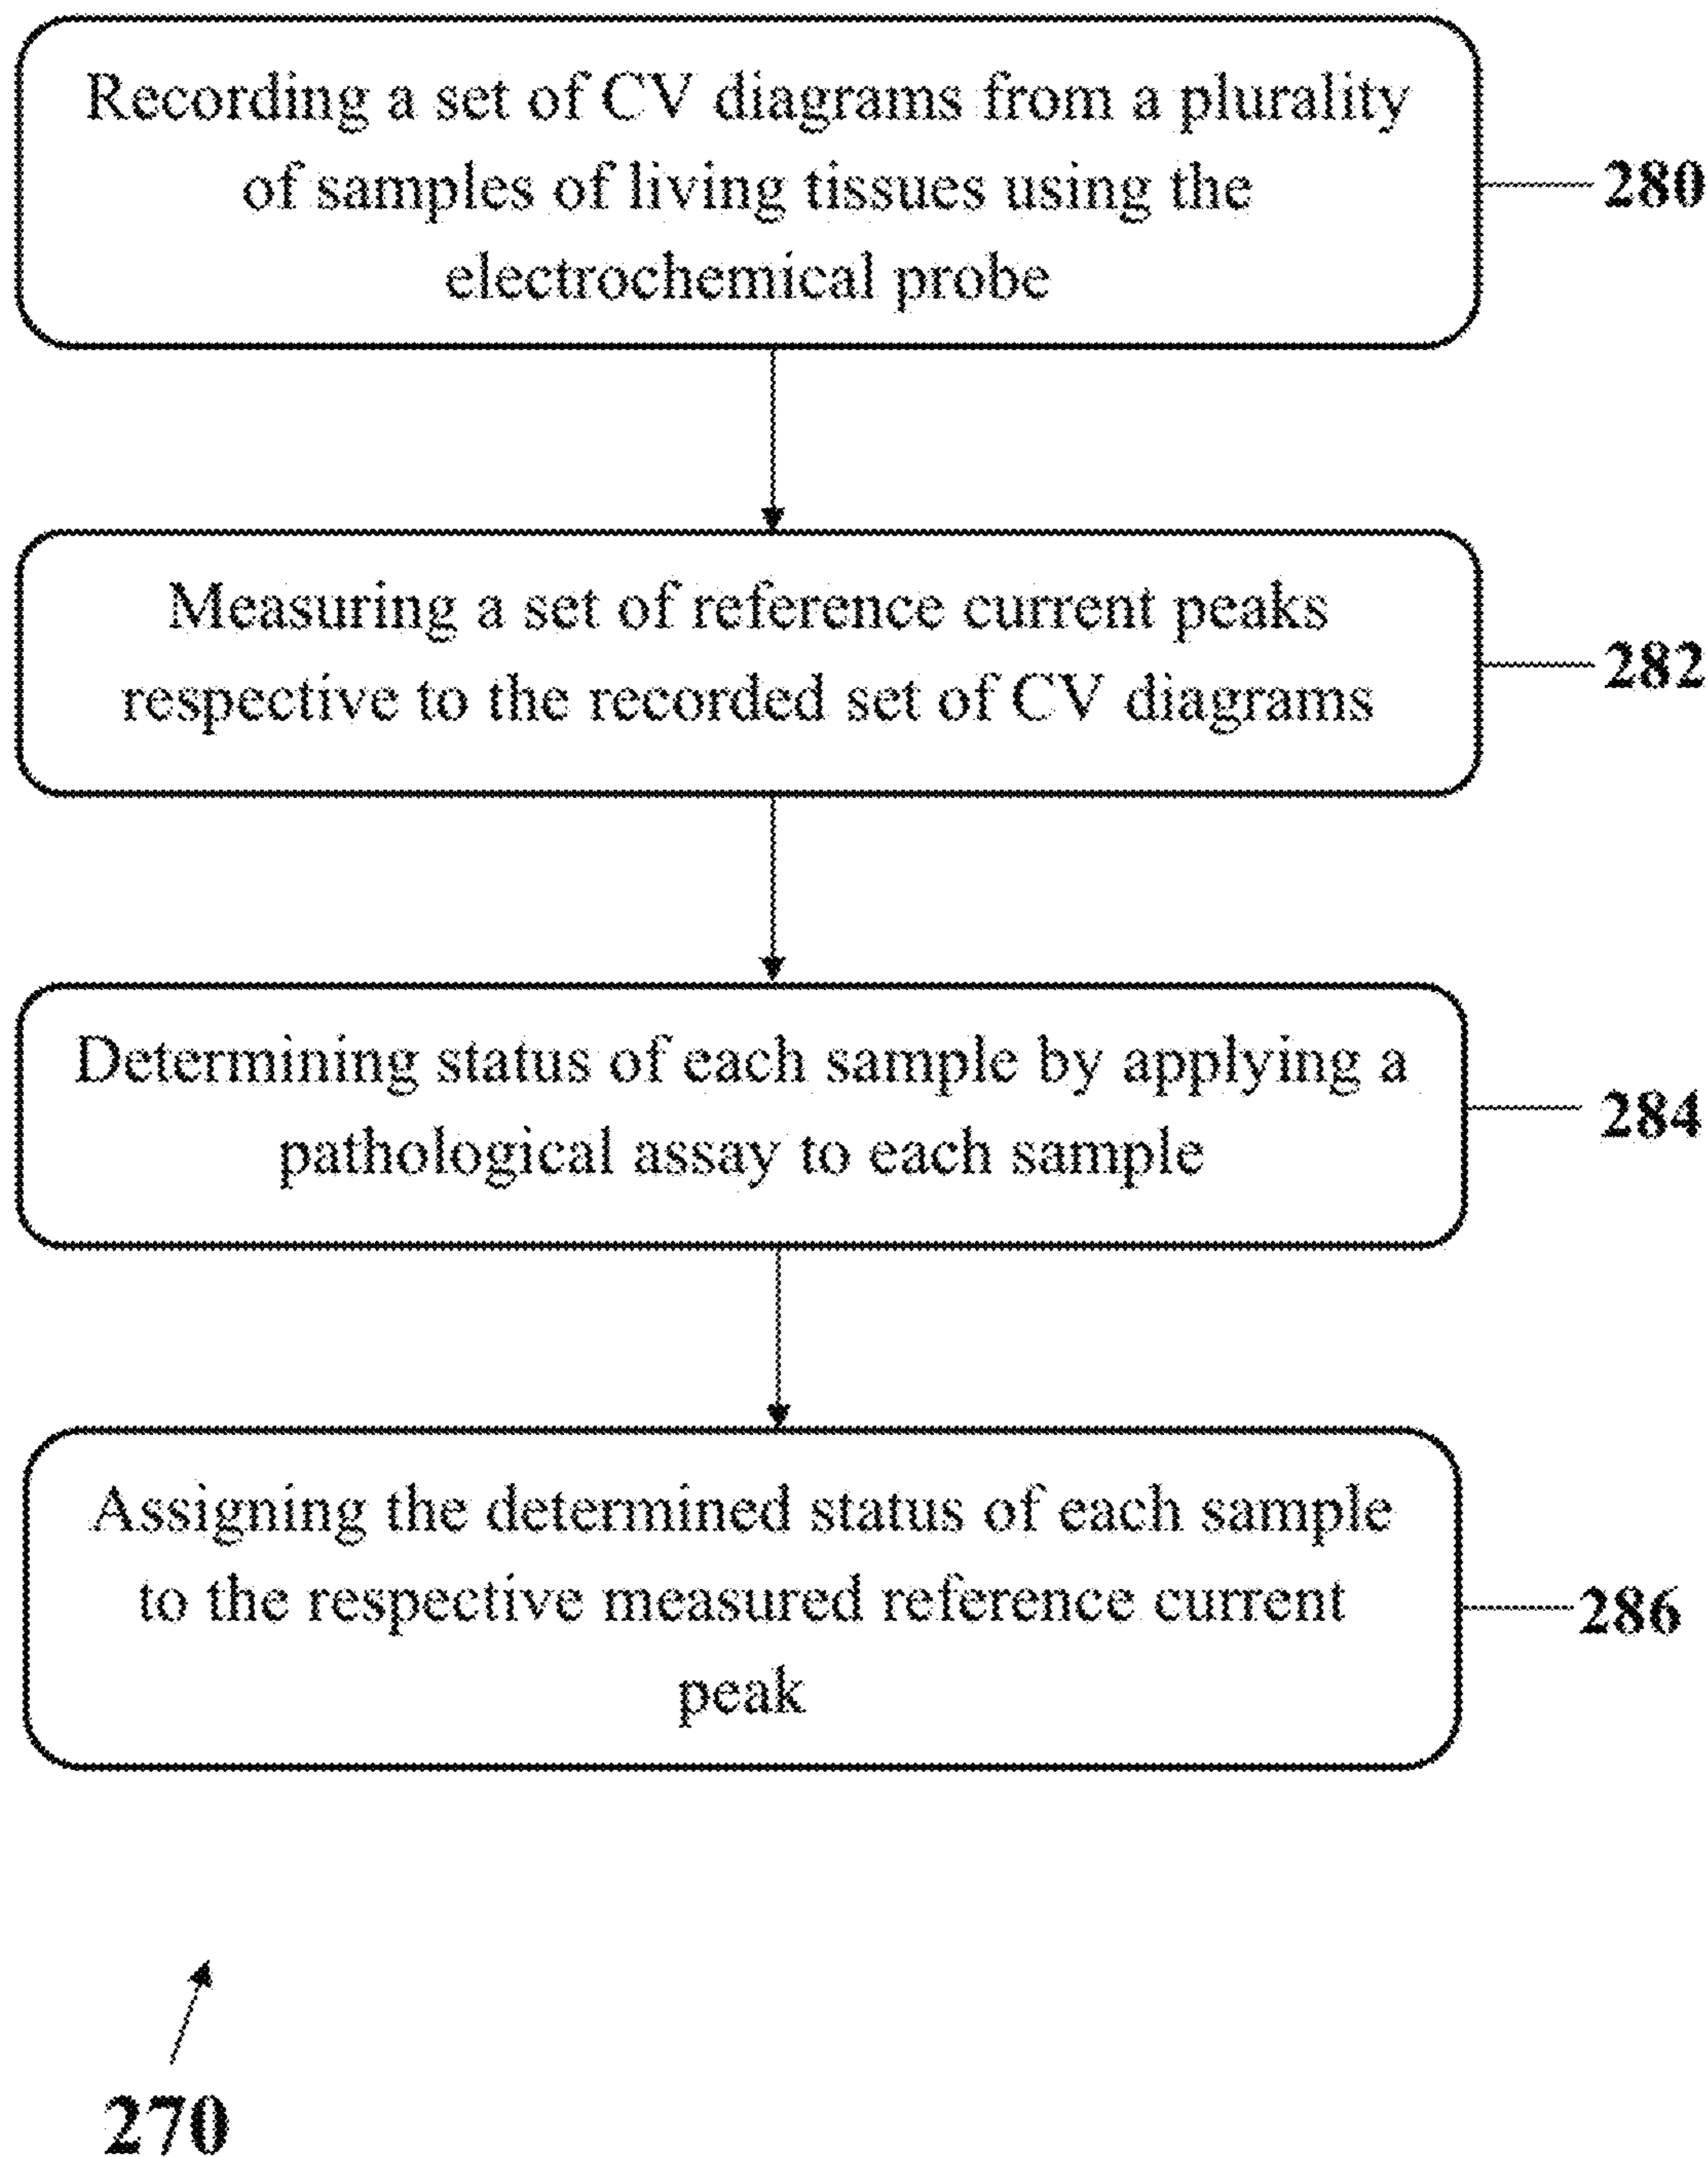 Recording a set of CV diagrams from a plurality
of samples of living tissues using the
electrochemical probe
280
Measuring a set of reference current peaks
respective to the recorded set of CV diagrams
282
Determining status of each sample by applying a
pathological assay to each sample
284
Assigning the determined status of each sample
to the respective measured reference current
peak
286
270